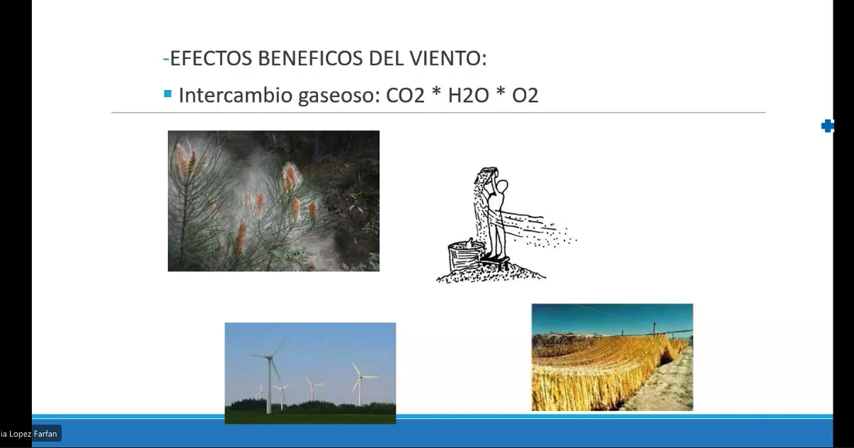 -EFECTOS BENEFICOS DEL VIENTO:
Intercambio gaseoso: CO2 * H2O * O2
ia Lopez Farfan